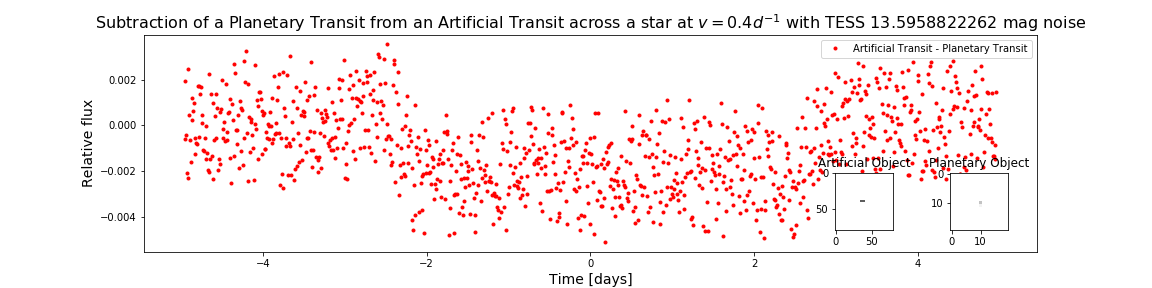 Subtraction of a Planetary Transit from an Artificial Transit across a star at v = 0.4d⁻¹ with TESS 13.5958822262 mag noise
Artificial Transit - Planetary Transit
Relative flux
0.002
0.000
−0.002
−0.004
−4
−2
0
2
4
Time [days]
Artificial Object
0
50
0
50
Planetary Object
0
10
0
10